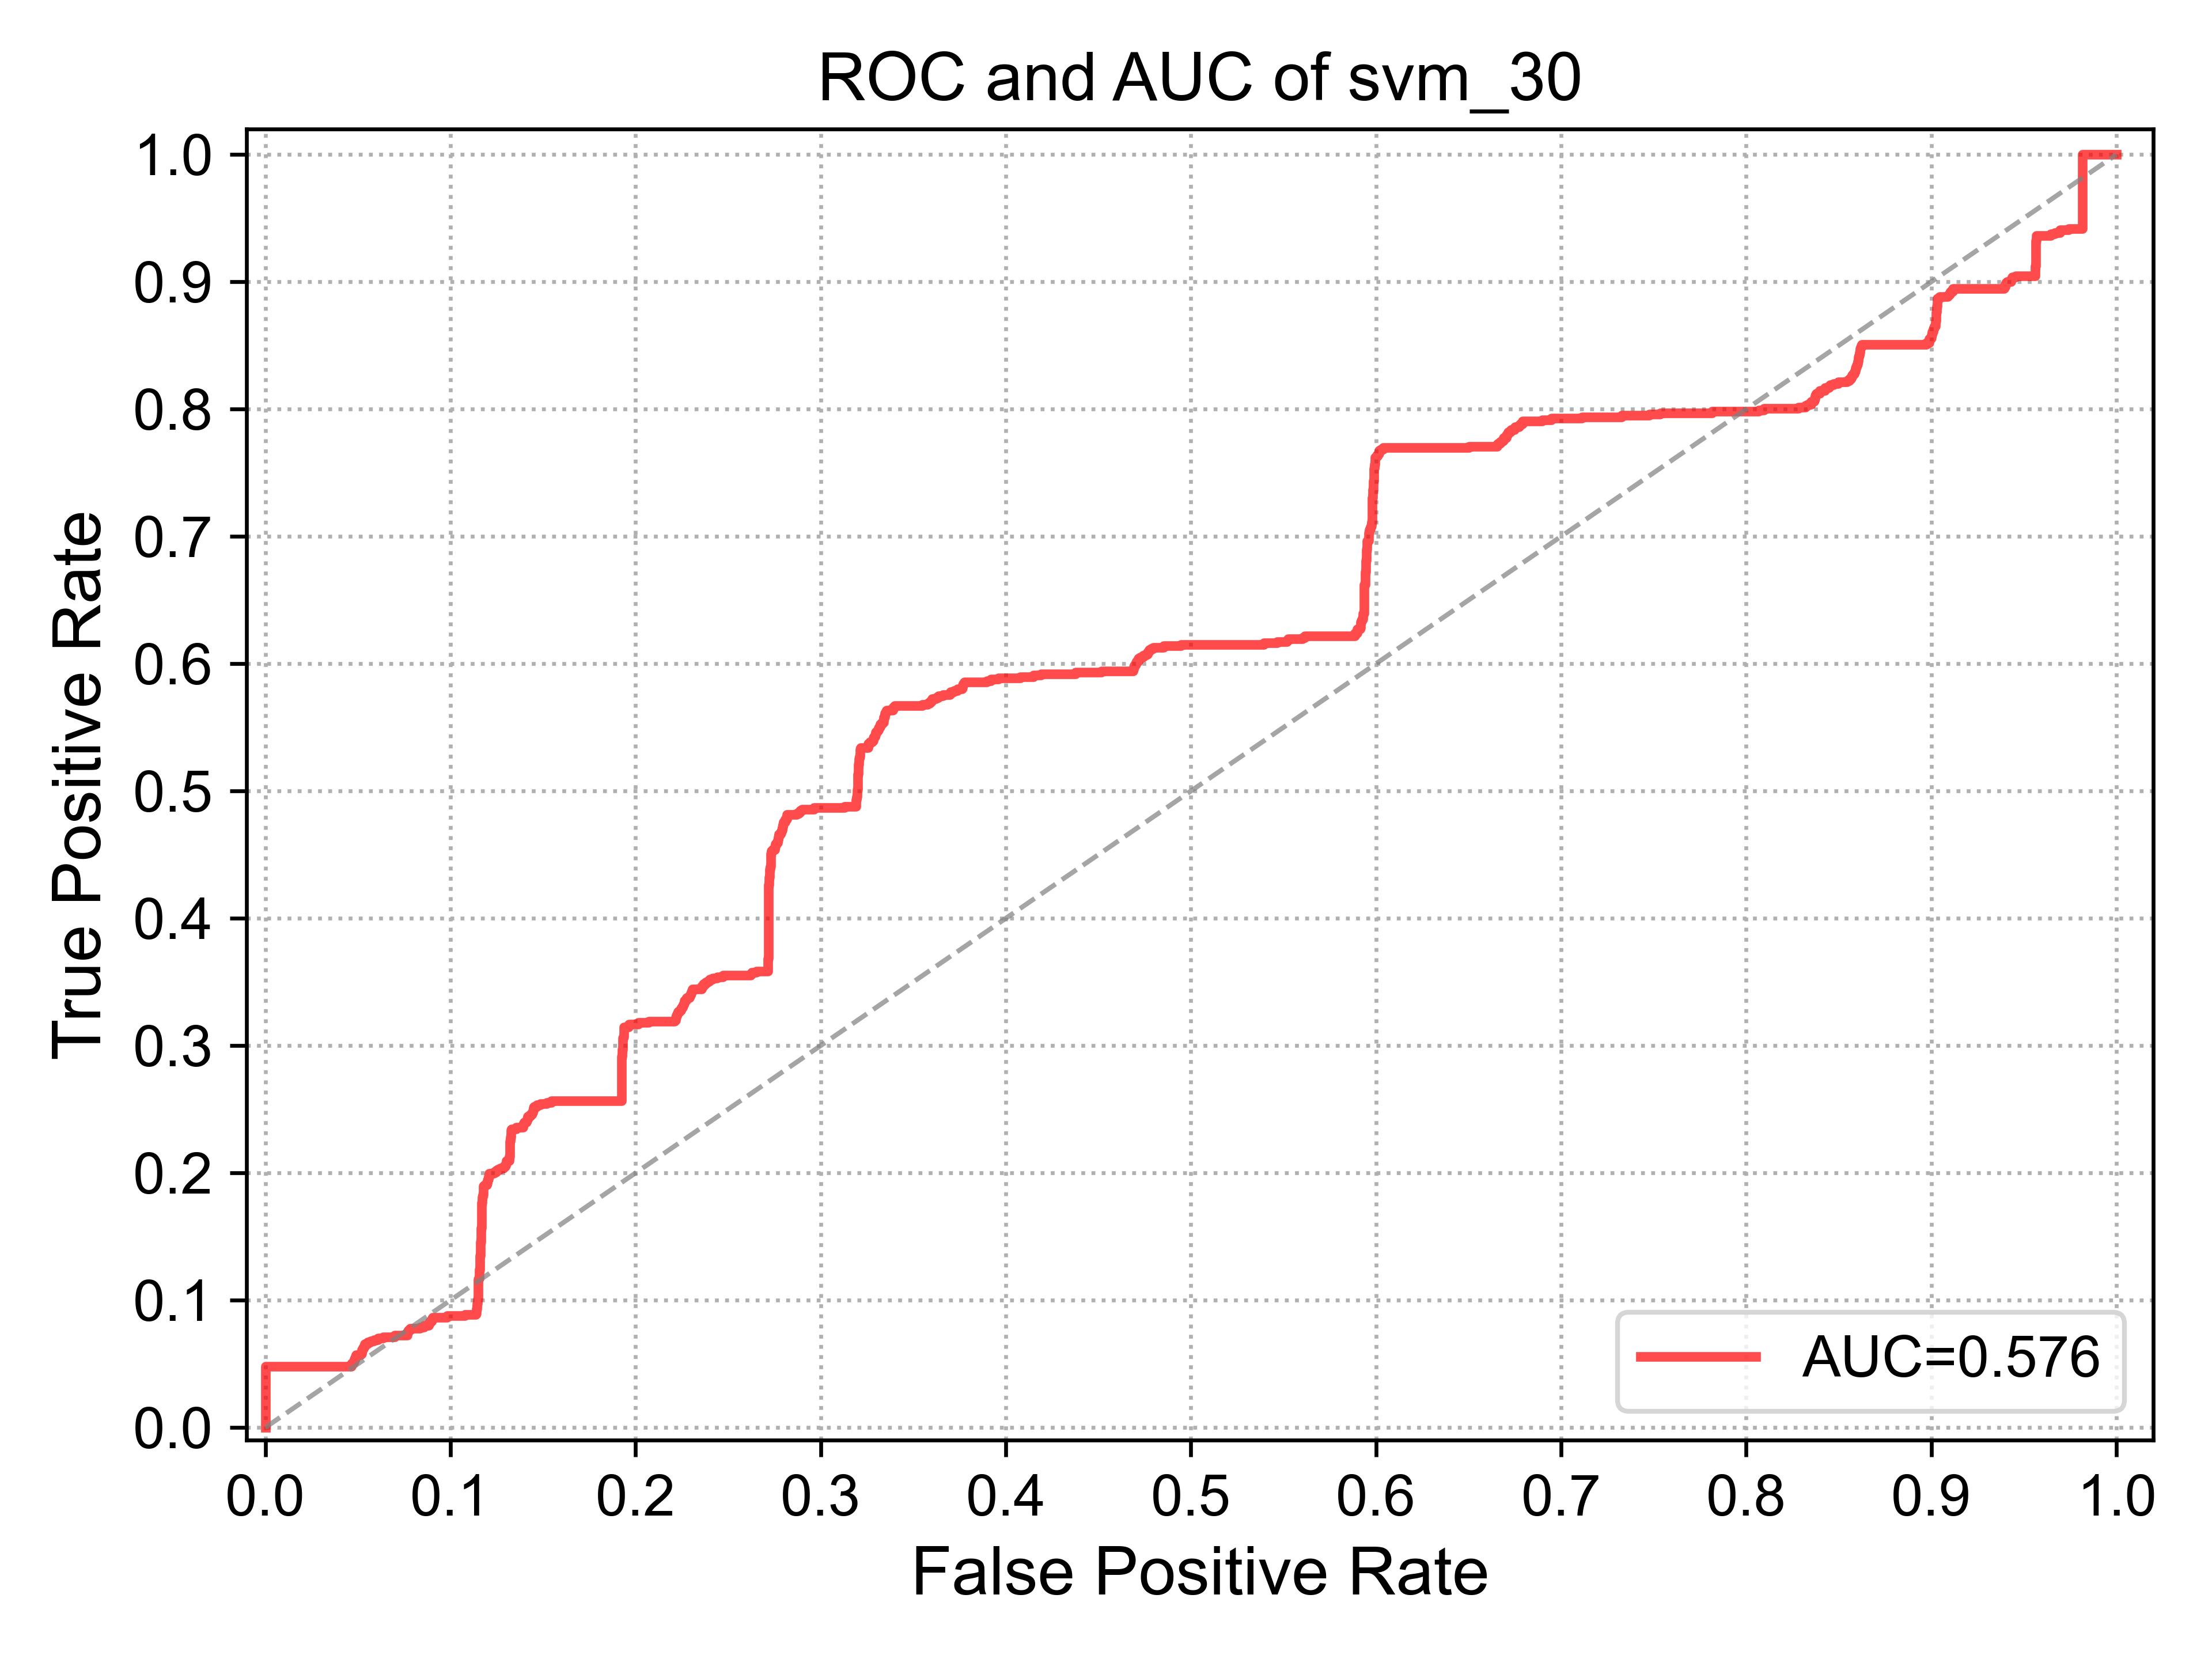 ROC and AUC of svm_30
True Positive Rate
1.0
0.9
0.8
0.7
0.6
0.5
0.4
0.3
0.2
0.1
0.0
AUC=0.576
0.0 0.1 0.2 0.3 0.4 0.5 0.6 0.7 0.8 0.9 1.0
False Positive Rate